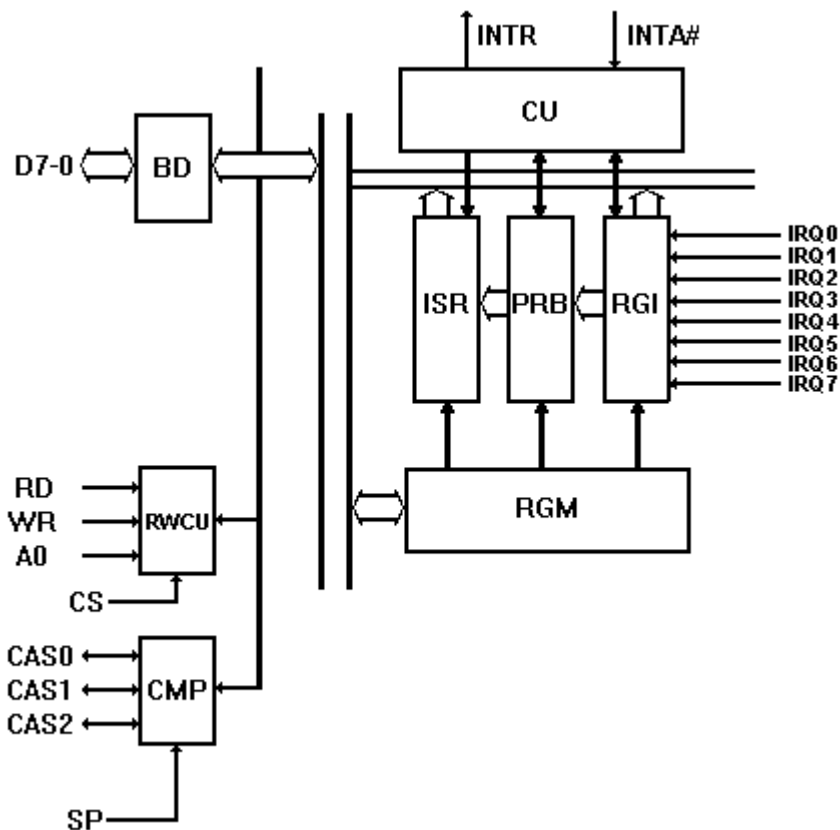 INTR INTA#
CU
D7-0 BD
ISR PRB RGI
IRQ0
IRQ1
IRQ2
IRQ3
IRQ4
IRQ5
IRQ6
IRQ7
RD
WR
A0
RWCU
RGM
CS
CAS0
CAS1
CAS2
CMP
SP